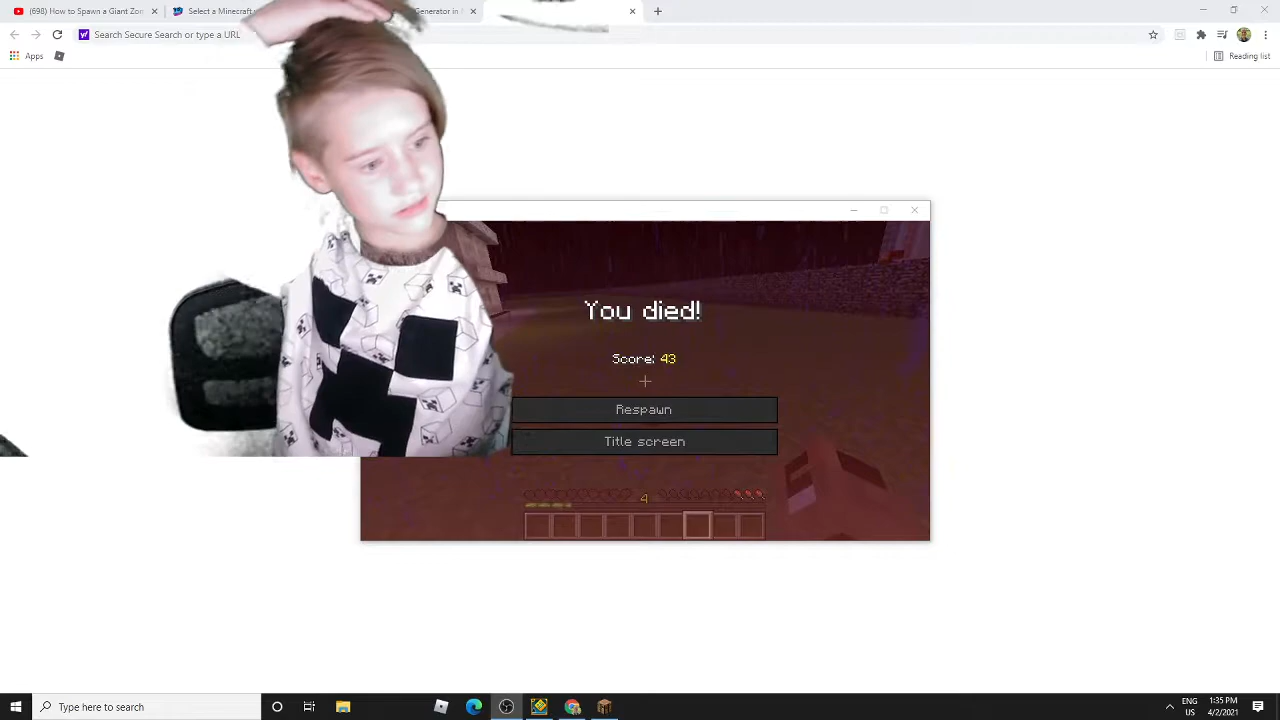 (698) How to Spawn a Giant Zom
Select a Minecraft
Generator in
Search Secure Search or type a URL
Apps
Reading list
You died!
Score: 43
Respawn
Title screen
4
Type here to search
ENG
US
1:35 PM
4/2/2021